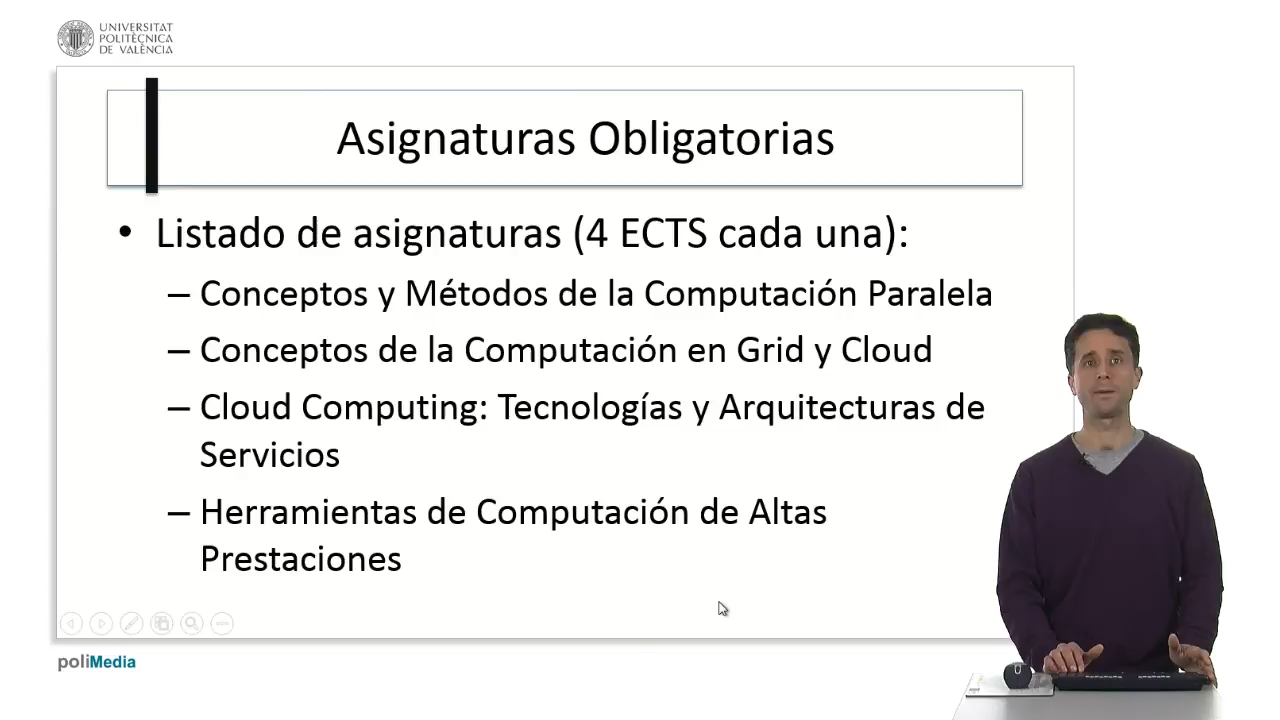 UNIVERSITAT
POLITÈCNICA
DE VALÈNCIA
Asignaturas Obligatorias
• Listado de asignaturas (4 ECTS cada una):
– Conceptos y Métodos de la Computación Paralela
– Conceptos de la Computación en Grid y Cloud
– Cloud Computing: Tecnologías y Arquitecturas de
Servicios
– Herramientas de Computación de Altas
Prestaciones
poliMedia